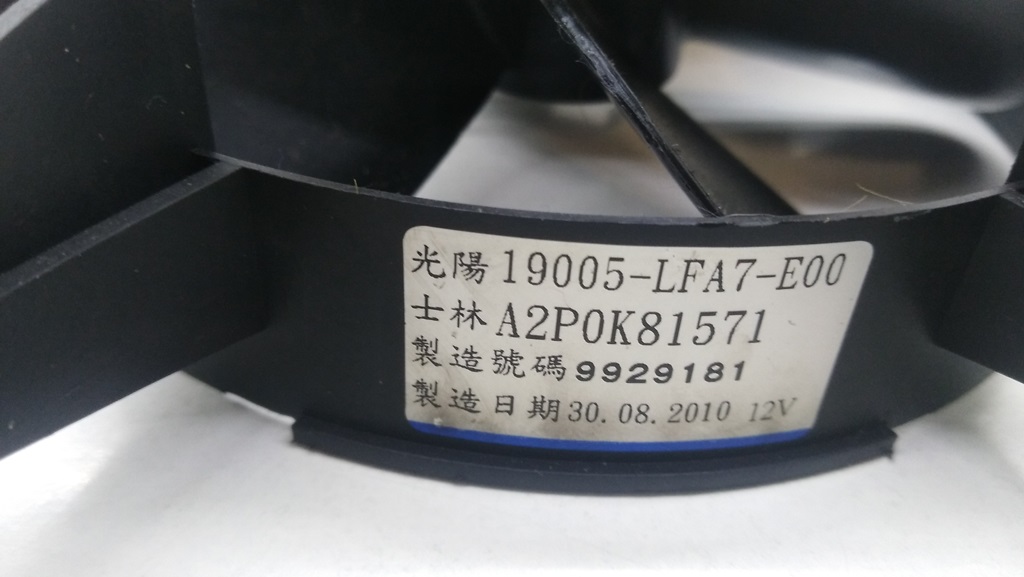 光陽 19005-LFA7-E00
士林 A2P0K81571
製造號碼 9929181
製造日期 30.08.2010 12V